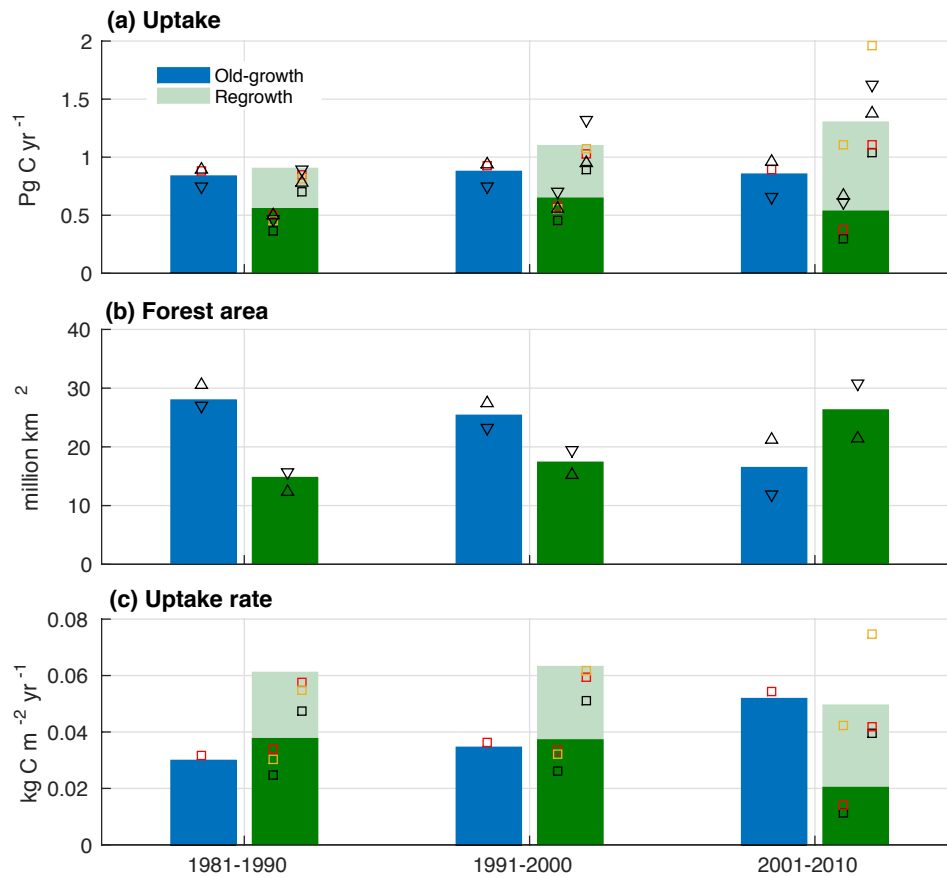 (a) Uptake
2
1.5
1
0.5
0
Pg C yr -1
Old-growth
Regrowth
(b) Forest area
40
30
20
10
0
million km 2
(c) Uptake rate
0.08
0.06
0.04
0.02
0
kg C m -2 yr -1
1981-1990 1991-2000 2001-2010